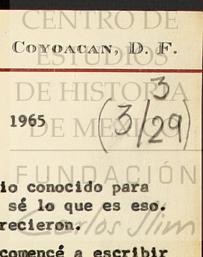 CENTRO DE
COYOACAN, D. F.
ESTUDIOS
DE HISTORIA
3
1965
(3/29)
DE MÉXICO
FUNDACIÓN
io conocido para
sé lo que es eso.
recieron.
Carlos Slim
comencé a escribir